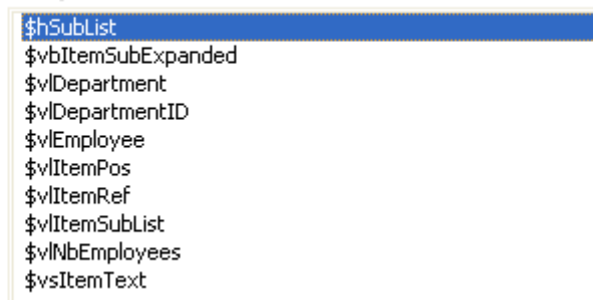 $hSubList
$vbItemSubExpanded
$vlDepartment
$vlDepartmentID
$vlEmployee
$vlItemPos
$vlItemRef
$vlItemSubList
$vlNbEmployees
$vsItemText